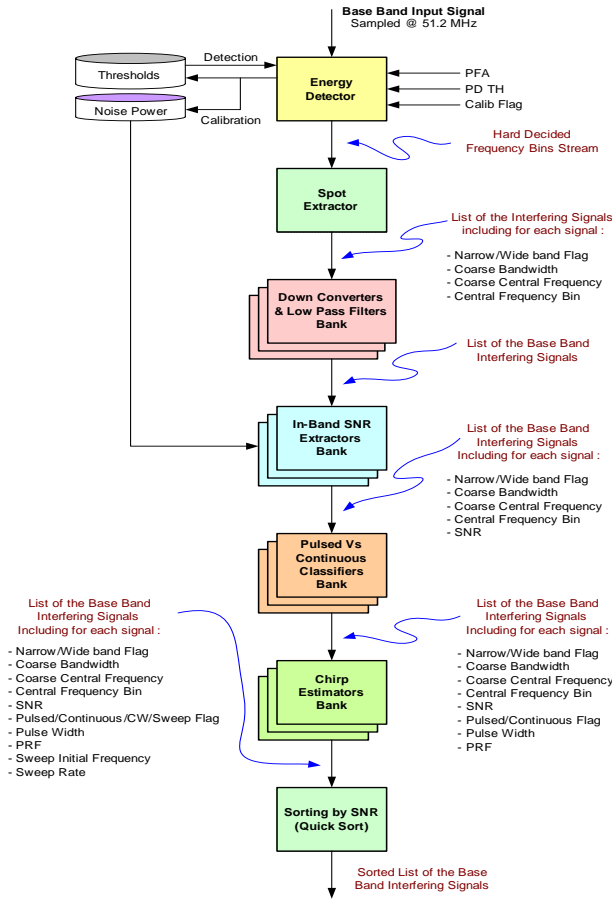 Base Band Input Signal
Sampled @ 51.2 MHz
Detection
Thresholds
Noise Power
Calibration
Energy
Detector
PFA
PD TH
Calib Flag
Hard Decided
Frequency Bins Stream
Spot
Extractor
List of the Interfering Signals
including for each signal :
- Narrow/Wide band Flag
- Coarse Bandwidth
- Coarse Central Frequency
- Central Frequency Bin
Down Converters
& Low Pass Filters
Bank
List of the Base Band
Interfering Signals
In-Band SNR
Extractors
Bank
List of the Base Band
Interfering Signals
Including for each signal :
- Narrow/Wide band Flag
- Coarse Bandwidth
- Coarse Central Frequency
- Central Frequency Bin
- SNR
Pulsed Vs
Continuous
Classifiers
Bank
List of the Base Band
Interfering Signals
Including for each signal :
- Narrow/Wide band Flag
- Coarse Bandwidth
- Coarse Central Frequency
- Central Frequency Bin
- SNR
- Pulsed/Continuous /CW/Sweep Flag
- Pulse Width
- PRF
- Sweep Initial Frequency
- Sweep Rate
List of the Base Band
Interfering Signals
Including for each signal :
- Narrow/Wide band Flag
- Coarse Bandwidth
- Coarse Central Frequency
- Central Frequency Bin
- SNR
- Pulsed/Continuous Flag
- Pulse Width
- PRF
Chirp Estimators
Bank
Sorting by SNR
(Quick Sort)
Sorted List of the Base
Band Interfering Signals